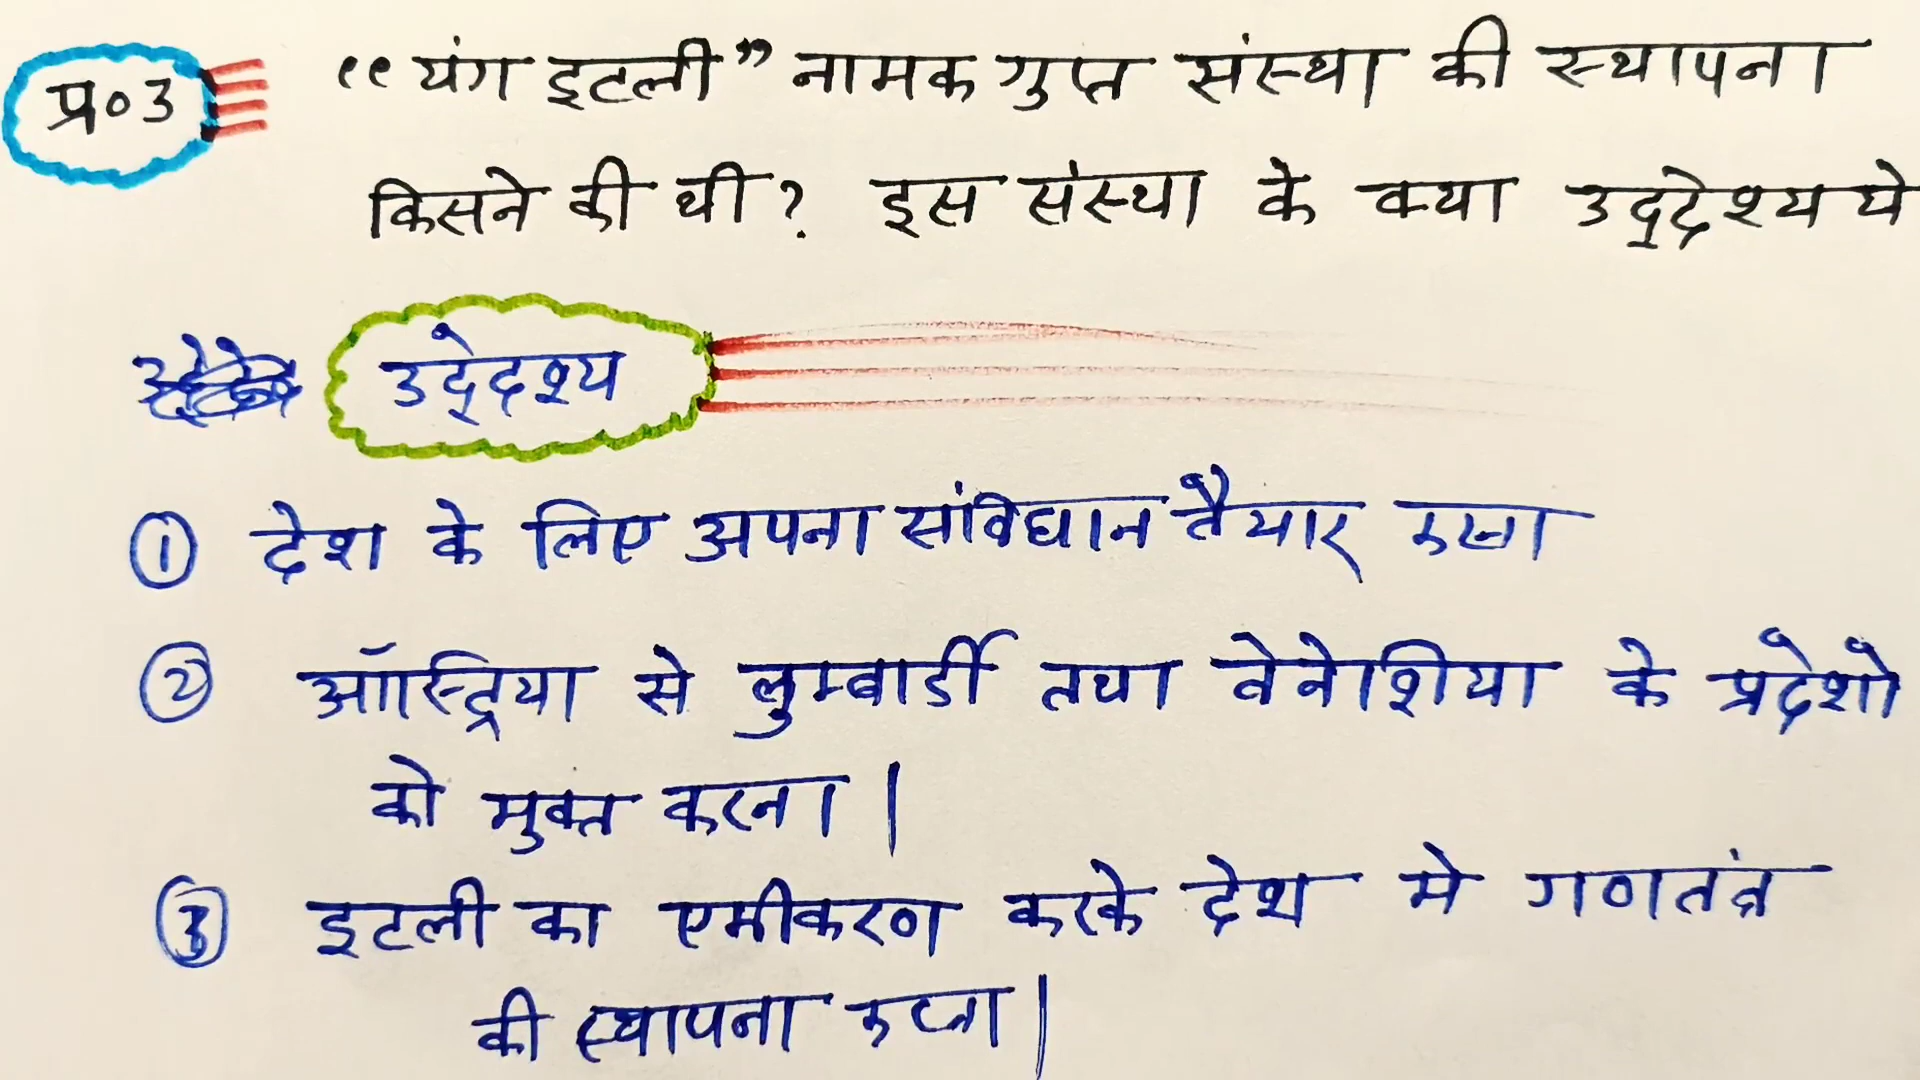 प्र०3 “यंग इटली” नामक गुप्त संस्था की स्थापना
किसने की थी? इस संस्था के क्या उद्देश्य थे
उद्देदश्य
① देश के लिए अपना संविधान तैयार करना
② ऑस्ट्रिया से लुम्बार्डी तथा वेनेशिया के प्रदेशो
को मुक्त करना |
③ इटली का एकीकरण करके देश मे गणतंत्र
की स्थापना करना |